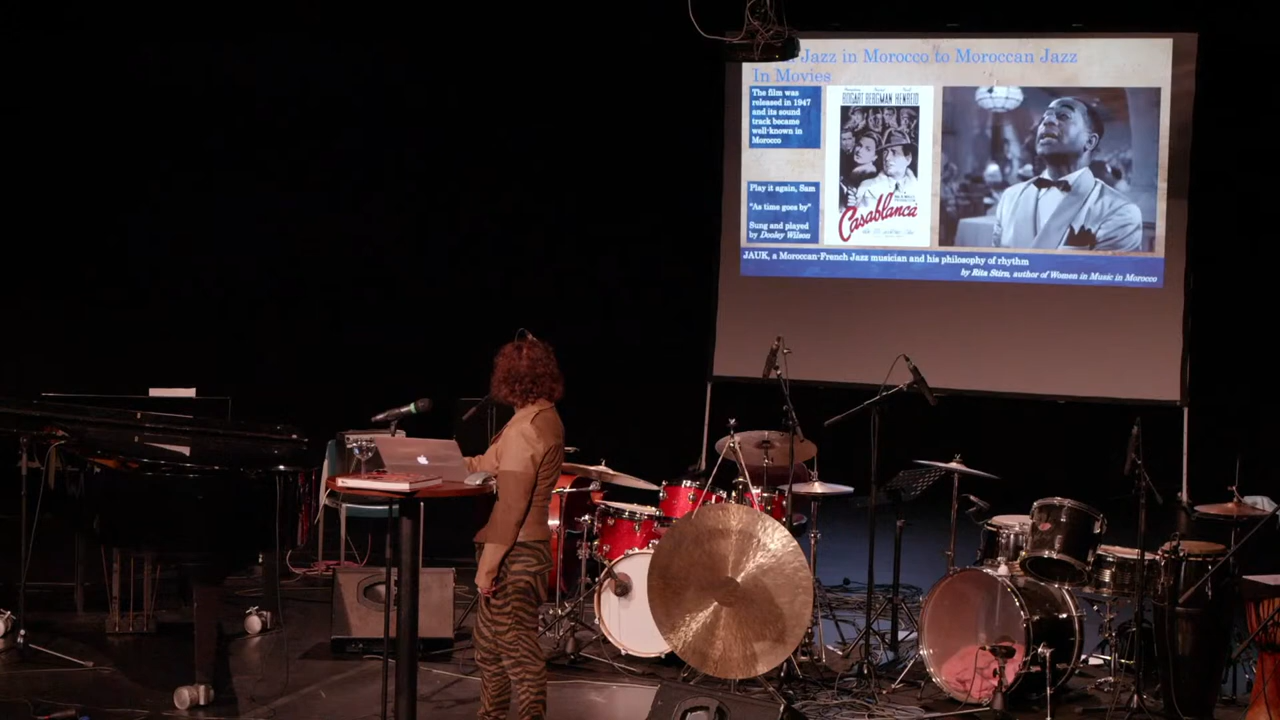 Jazz in Morocco to Moroccan Jazz
In Movies
The film was
released in 1947
and its sound
track became
well-known in
Morocco
BOGART BERGMAN HENREID
Casablanca
Play it again, Sam
"As time goes by"
Sung and played
by Dooley Wilson
JAUK, a Moroccan-French Jazz musician and his philosophy of rhythm
by Rita Stirn, author of Women in Music in Morocco